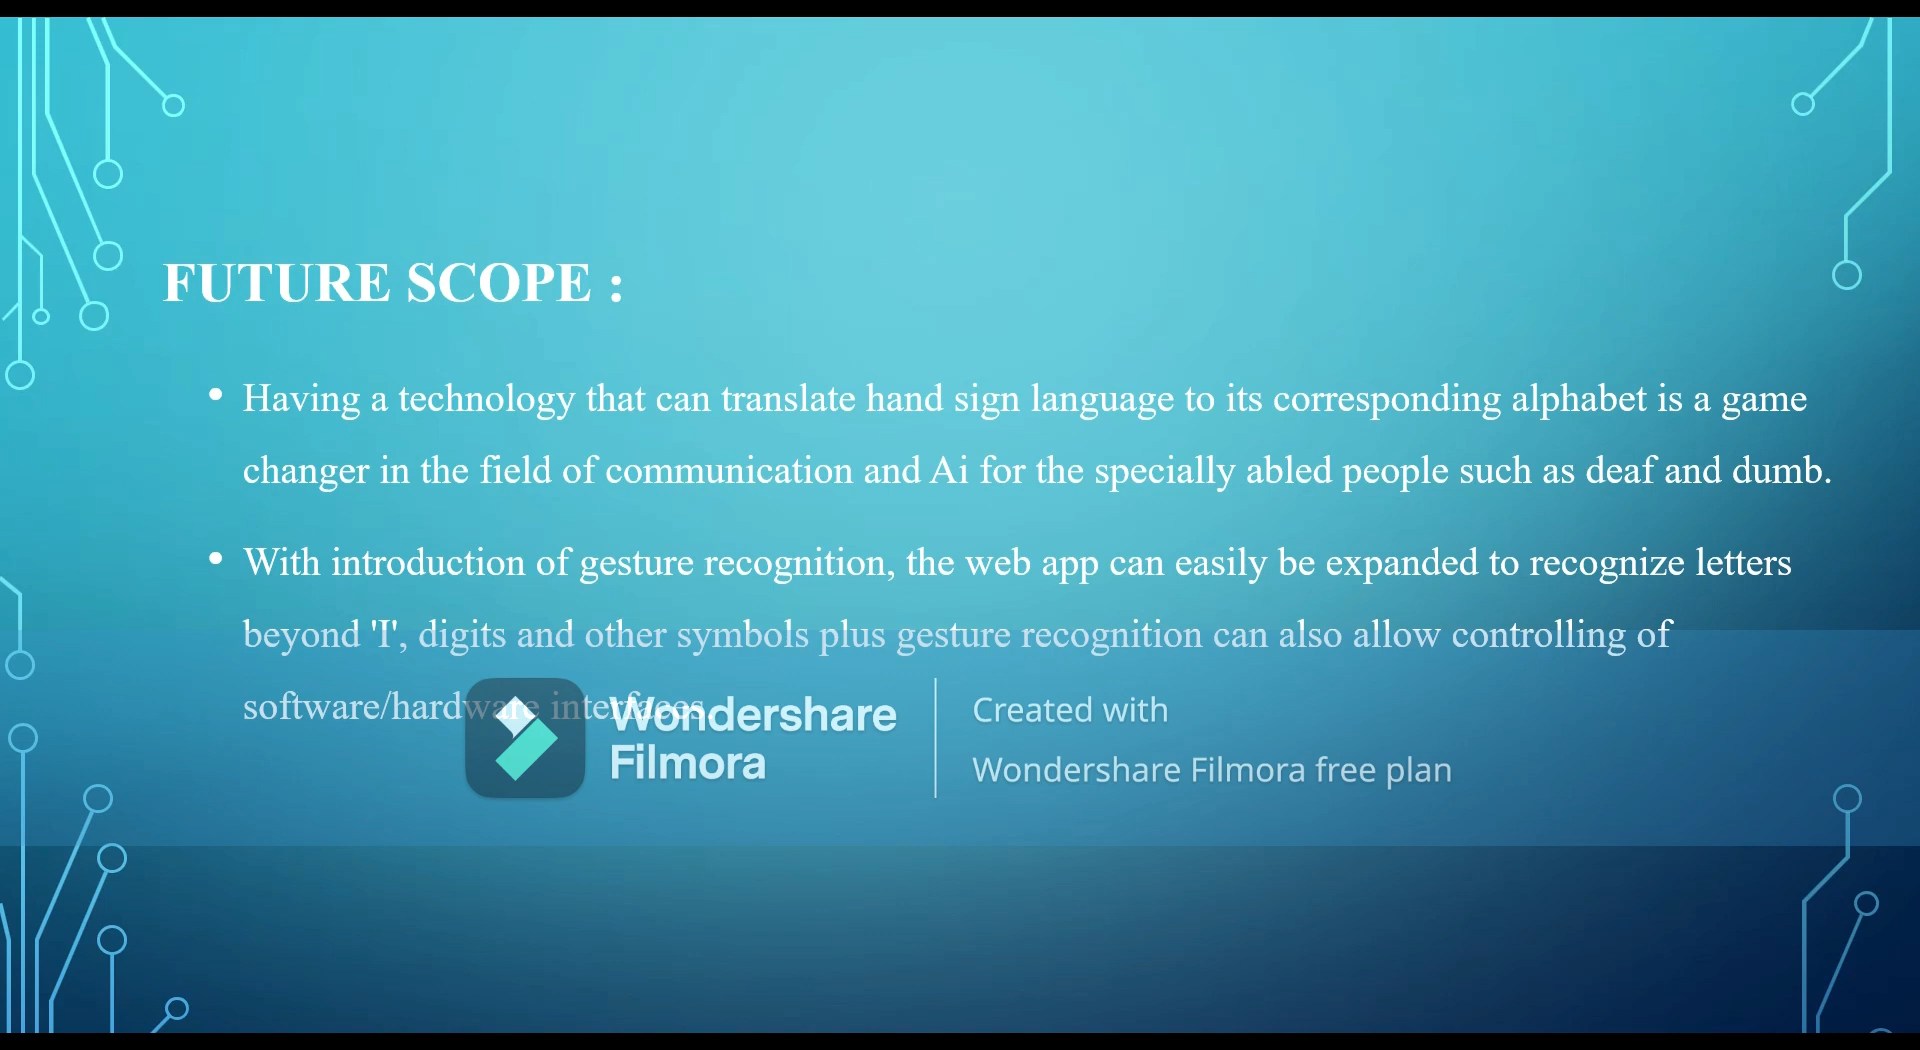 FUTURE SCOPE :
• Having a technology that can translate hand sign language to its corresponding alphabet is a game
changer in the field of communication and Ai for the specially abled people such as deaf and dumb.
• With introduction of gesture recognition, the web app can easily be expanded to recognize letters
beyond 'I', digits and other symbols plus gesture recognition can also allow controlling of
software/hardware interfaces.
Wondershare
Filmora
Created with
Wondershare Filmora free plan